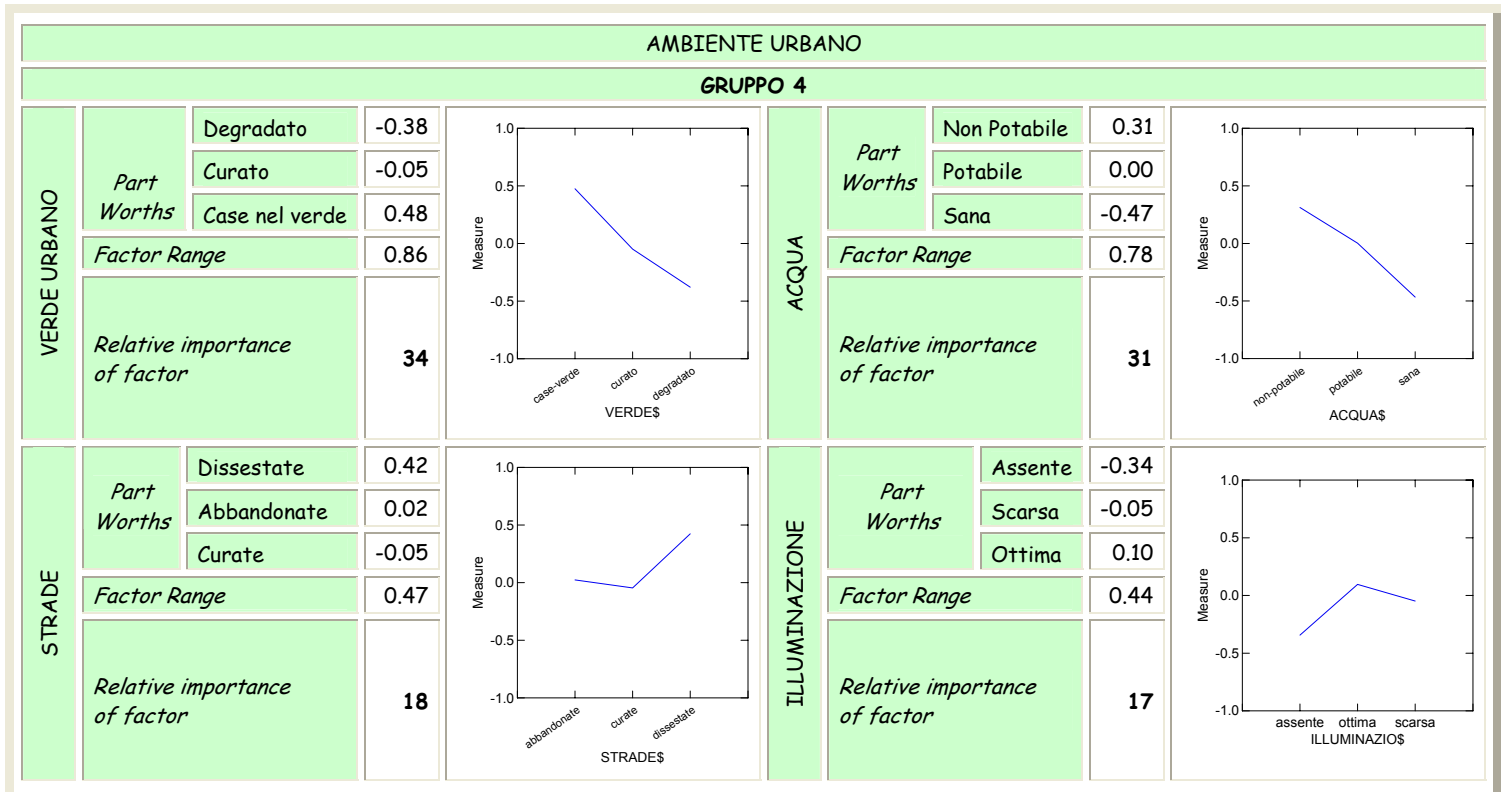 AMBIENTE URBANO
GRUPPO 4
VERDE URBANO
Part
Worths
Degradato -0.38
Curato -0.05
Case nel verde 0.48
Factor Range 0.86
Relative importance
of factor
34
1.0
0.5
0.0
-0.5
-1.0
Measure
case-verde curato degradato
VERDE$
ACQUA
Part
Worths
Non Potabile 0.31
Potabile 0.00
Sana -0.47
Factor Range 0.78
Relative importance
of factor
31
1.0
0.5
0.0
-0.5
-1.0
Measure
non-potabile potabile sana
ACQUA$
STRADE
Part
Worths
Dissestate 0.42
Abbandonate 0.02
Curate -0.05
Factor Range 0.47
Relative importance
of factor
18
1.0
0.5
0.0
-0.5
-1.0
Measure
abbandonate curate dissestate
STRADE$
ILLUMINAZIONE
Part
Worths
Assente -0.34
Scarsa -0.05
Ottima 0.10
Factor Range 0.44
Relative importance
of factor
17
1.0
0.5
0.0
-0.5
-1.0
Measure
assente ottima scarsa
ILLUMINAZIO$